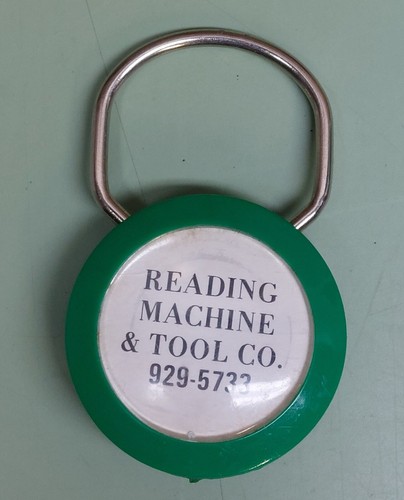 READING
MACHINE
& TOOL CO.
929-5733